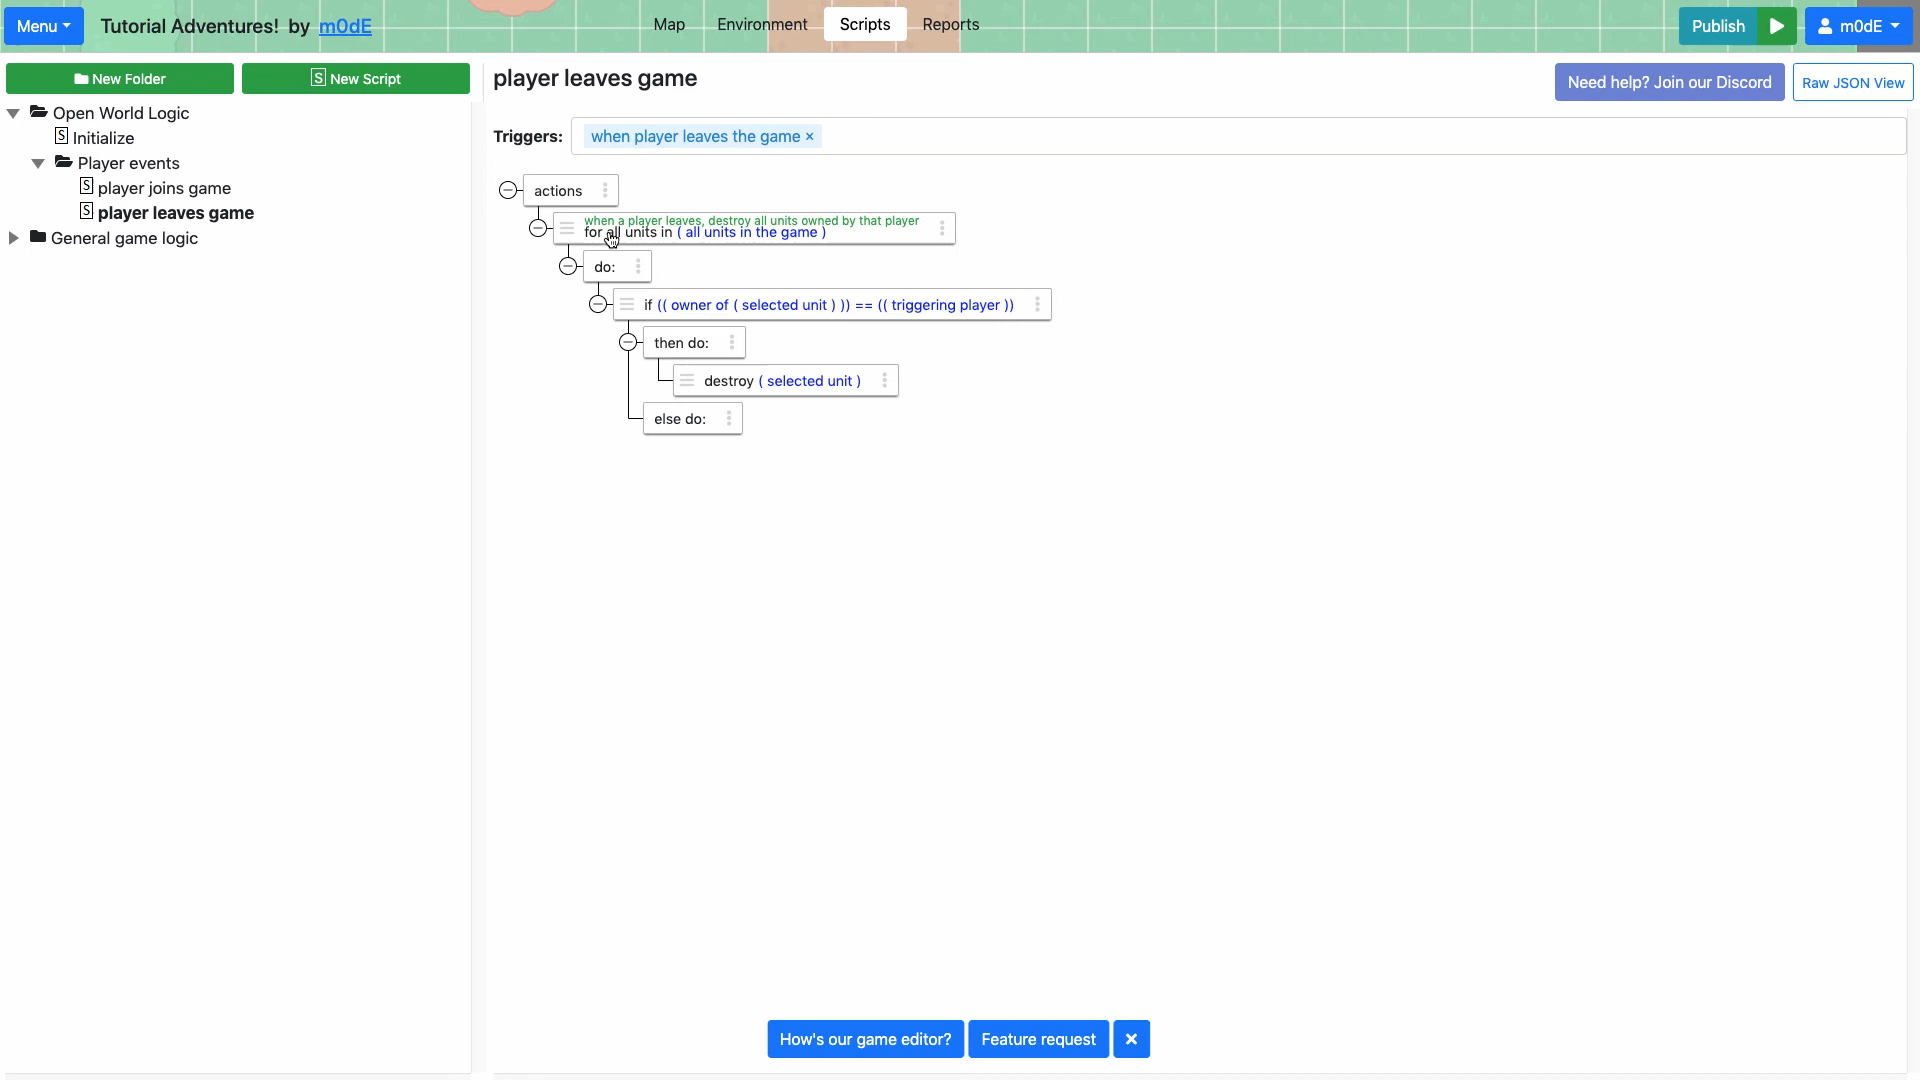 Menu Tutorial Adventures! by m0dE Map Environment Scripts Reports Publish m0dE
New Folder S New Script
player leaves game
Need help? Join our Discord Raw JSON View
Open World Logic
S Initialize
Player events
S player joins game
S player leaves game
General game logic
Triggers: when player leaves the game ×
actions
when a player leaves, destroy all units owned by that player
for all units in ( all units in the game )
do:
if (( owner of ( selected unit ) )) == (( triggering player ))
then do:
destroy ( selected unit )
else do:
How's our game editor? Feature request ×